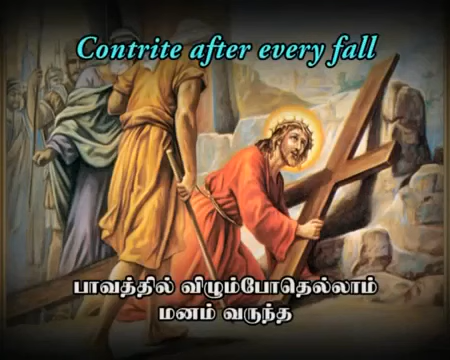 Contrite after every fall
பாவத்தில் விழும்போதெல்லாம்
மனம் வருந்த